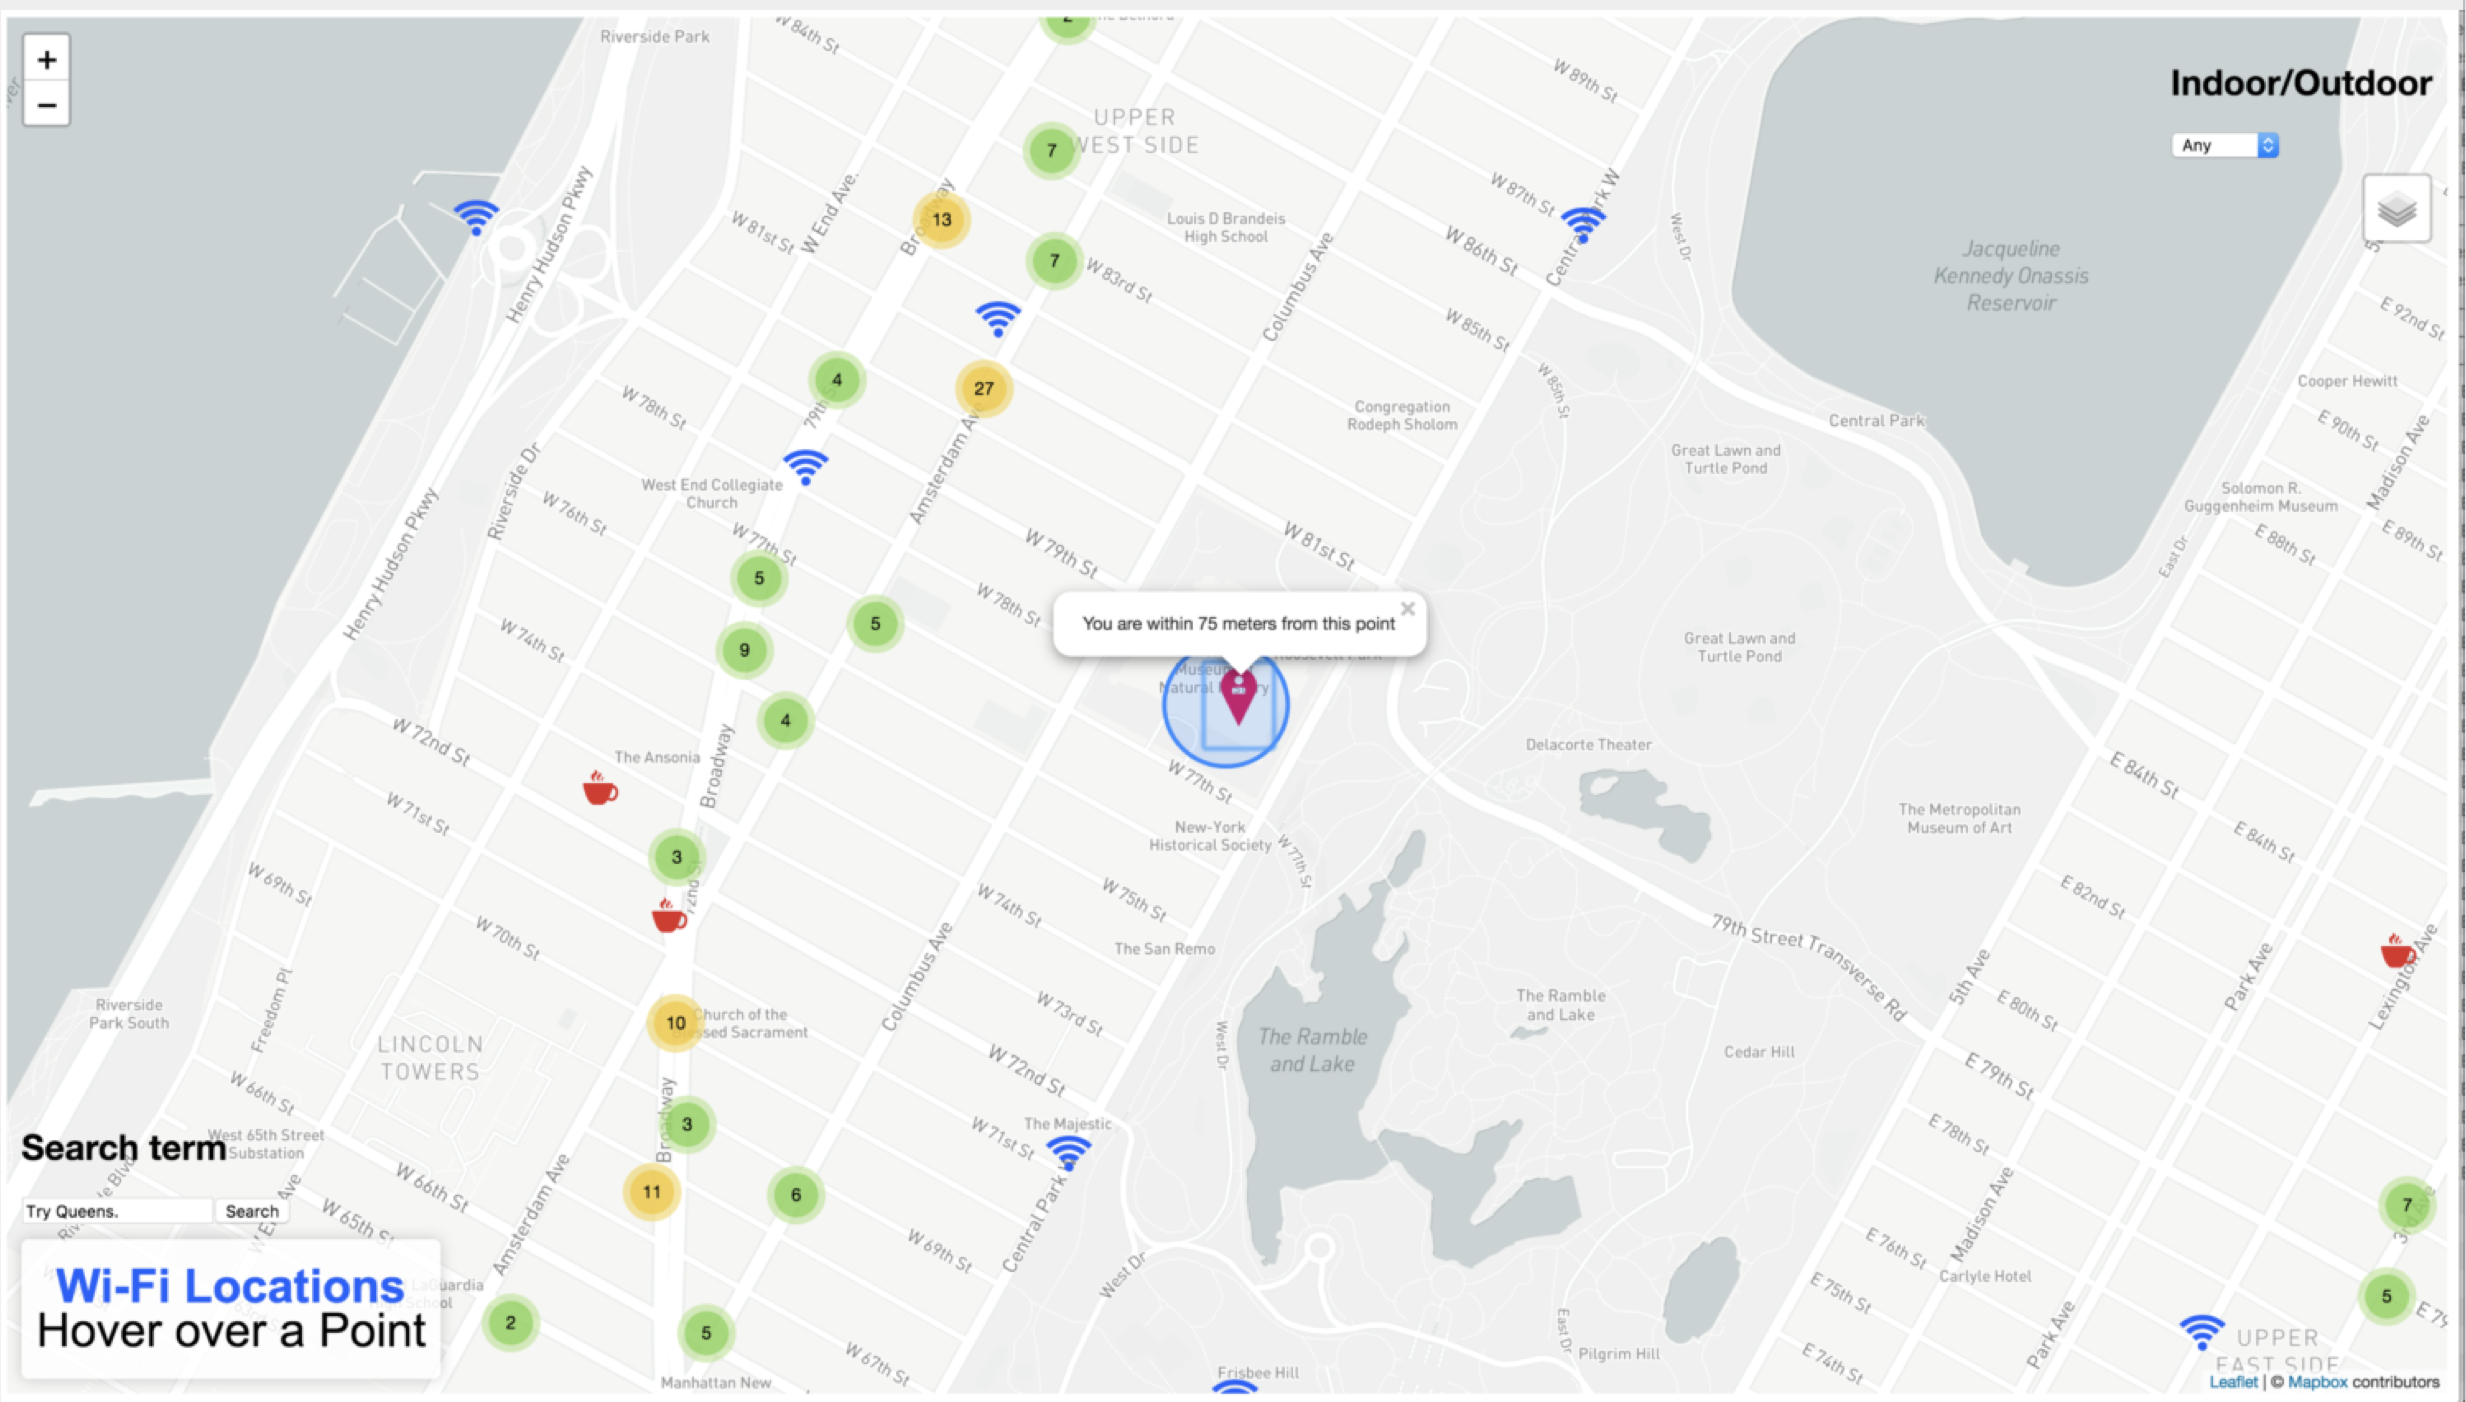 +
−
Riverside Park
W 84th St
2
W 89th St
Indoor/Outdoor
Any
UPPER
WEST SIDE
7
W 87th St
Central Park W
West Dr
Henry Hudson Pkwy
W 81st St
W End Ave.
Broadway
13
Louis D Brandeis
High School
W 86th St
Jacqueline
Kennedy Onassis
Reservoir
7
W 83rd St
Columbus Ave
W 85th St
E 92nd St
4
27
W 78th St
W 85th St
Cooper Hewitt
Congregation
Rodeph Sholom
Central Park
E 90th St
Madison Ave
Great Lawn and
Turtle Pond
Riverside Dr
Amsterdam Ave
West End Collegiate
Church
Solomon R.
Guggenheim Museum
E 89th St
E 88th St
W 76th St
W 77th St
W 79th St
W 81st St
East Dr
Henry Hudson Pkwy
5
W 78th St
You are within 75 meters from this point
×
5
W 74th St
9
Great Lawn and
Turtle Pond
4
W 72nd St
The Ansonia
Broadway
Delacorte Theater
W 77th St
E 84th St
W 71st St
New-York
Historical Society
W 77th St
The Metropolitan
Museum of Art
E 84th St
3
W 69th St
W 74th St
W 75th St
E 82nd St
72nd St
W 70th St
The San Remo
79th Street Transverse Rd
5th Ave
Park Ave
Lexington Ave
Columbus Ave
Freedom Pl
Riverside
Park South
10
Church of the
W 73rd St
The Ramble
and Lake
E 80th St
LINCOLN
TOWERS
The Ramble
and Lake
West Dr
Cedar Hill
W 72nd St
E 79th St
W 66th St
Broadway
3
The Majestic
W 71st St
E 78th St
Search term
West 65th Street
Substation
W 66th St
11
6
Central Park
7
Madison Ave
Try Queens.
Search
W 65th St
Amsterdam Ave
W 69th St
E 76th St
Carlyle Hotel
West Dr
E 75th St
5
Wi-Fi Locations
Hover over a Point
2
5
East Dr
Pilgrim Hill
Park Ave
UPPER
EAST SIDE
W 67th St
E 74th St
Frisbee Hill
Manhattan New
Leaflet | © Mapbox contributors